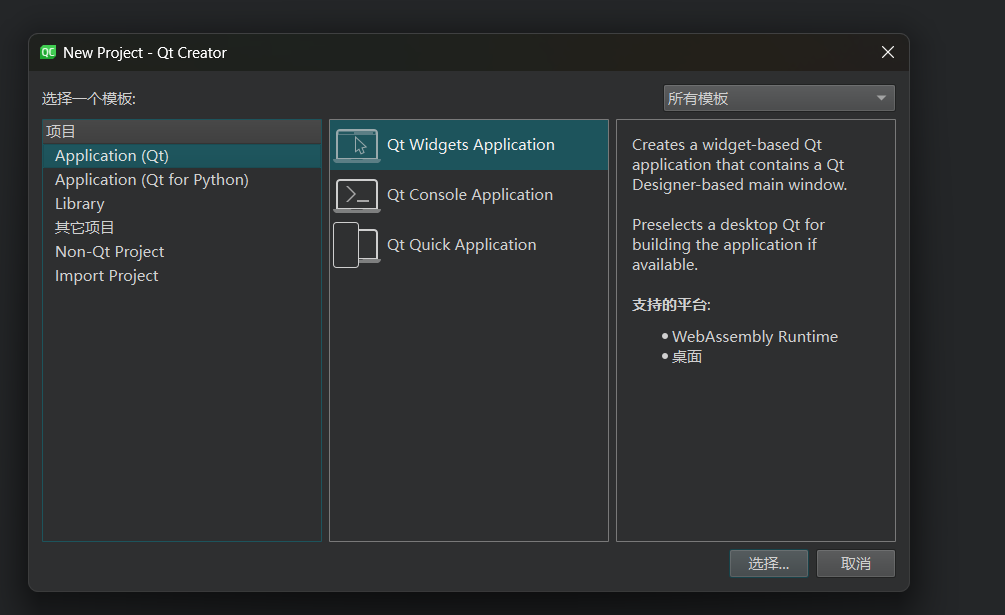 QC New Project - Qt Creator
选择一个模板:
所有模板
项目
Application (Qt)
Application (Qt for Python)
Library
其它项目
Non-Qt Project
Import Project
Qt Widgets Application
Qt Console Application
Qt Quick Application
Creates a widget-based Qt
application that contains a Qt
Designer-based main window.
Preselects a desktop Qt for
building the application if
available.
支持的平台:
• WebAssembly Runtime
• 桌面
选择...
取消